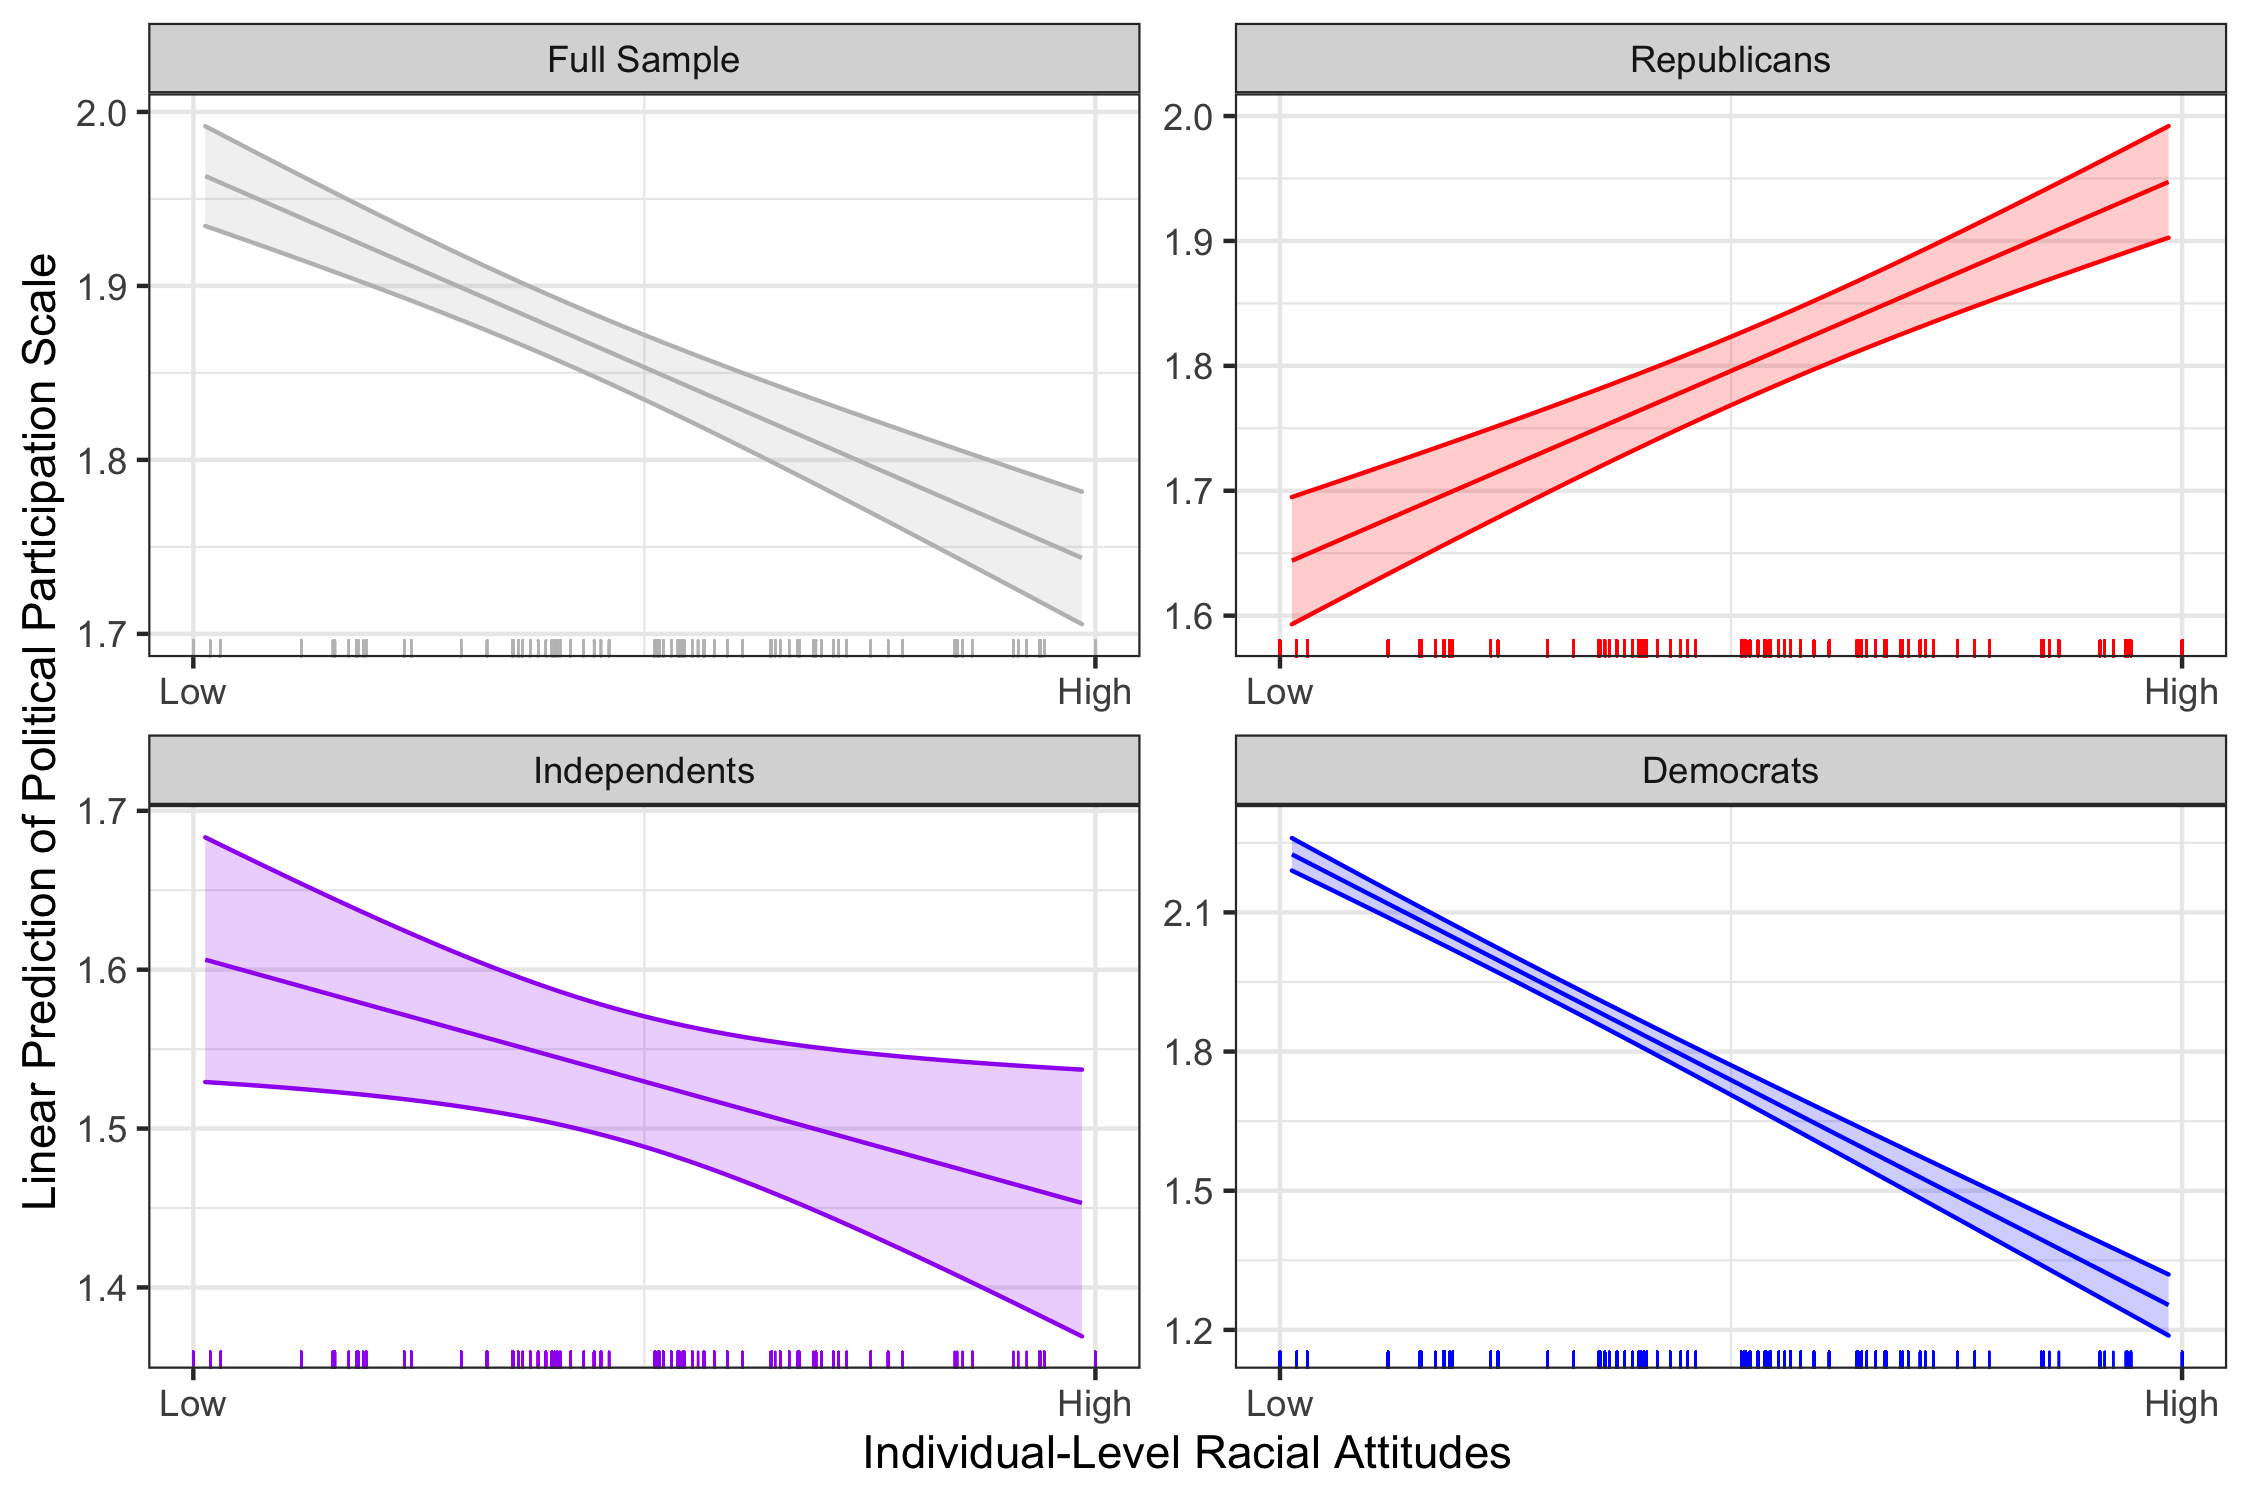 Full Sample
Republicans
2.0
1.9
1.8
1.7
2.0
1.9
1.8
1.7
1.6
Low
High
Low
High
Independents
Democrats
1.7
1.6
1.5
1.4
2.1
1.8
1.5
1.2
Low
High
Low
High
Linear Prediction of Political Participation Scale
Individual-Level Racial Attitudes